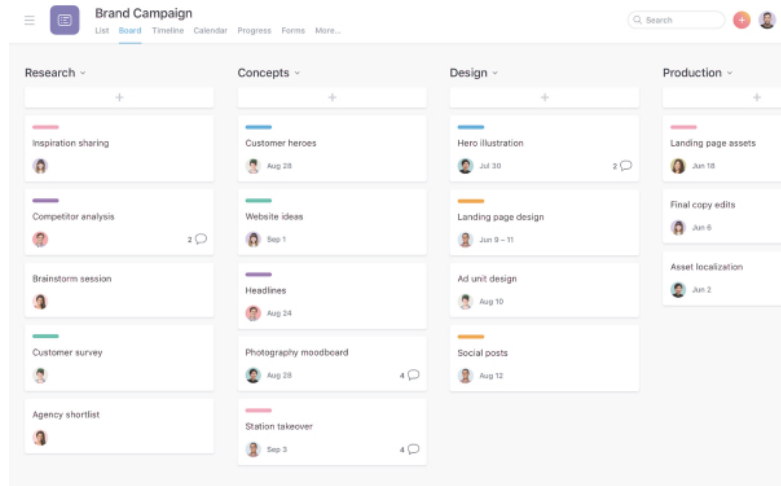 Brand Campaign
Search
List Board Timeline Calendar Progress Forms More...
Research
Inspiration sharing
Competitor analysis
2
Brainstorm session
Customer survey
Agency shortlist
Concepts
Customer heroes
Aug 28
Website ideas
Sep 1
Headlines
Aug 24
Photography moodboard
Aug 28
4
Station takeover
Sep 3
4
Design
Hero illustration
Jul 30
2
Landing page design
Jun 9 – 11
Ad unit design
Aug 10
Social posts
Aug 12
Production
Landing page assets
Jun 18
Final copy edits
Jun 6
Asset localization
Jun 2